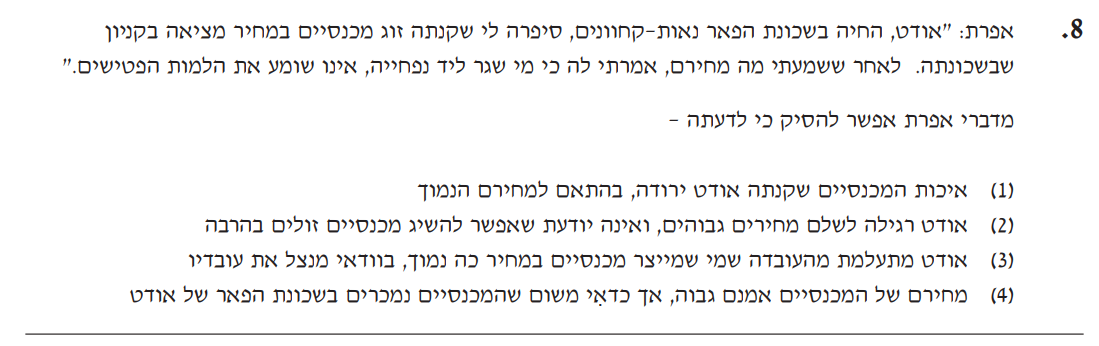 8. אפרת: "אודט, החיה בשכונת הפאר נאות-קחוונים, סיפרה לי שקנתה זוג מכנסיים במחיר מציאה בקניון
שבשכונתה. לאחר ששמעתי מה מחירם, אמרתי לה כי מי שגר ליד נפחייה, אינו שומע את הלמות הפטישים."
מדברי אפרת אפשר להסיק כי לדעתה -
(1) איכות המכנסיים שקנתה אודט ירודה, בהתאם למחירם הנמוך
(2) אודט רגילה לשלם מחירים גבוהים, ואינה יודעת שאפשר להשיג מכנסיים זולים בהרבה
(3) אודט מתעלמת מהעובדה שמי שמייצר מכנסיים במחיר כה נמוך, בוודאי מנצל את עובדיו
(4) מחירם של המכנסיים אמנם גבוה, אך כדאִי משום שהמכנסיים נמכרים בשכונת הפאר של אודט